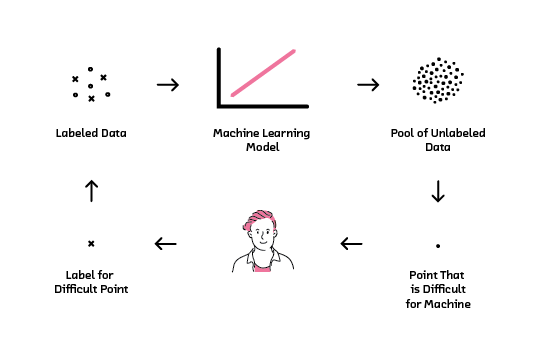 Labeled Data
Machine Learning
Model
Pool of Unlabeled
Data
Label for
Difficult Point
Point That
is Difficult
for Machine